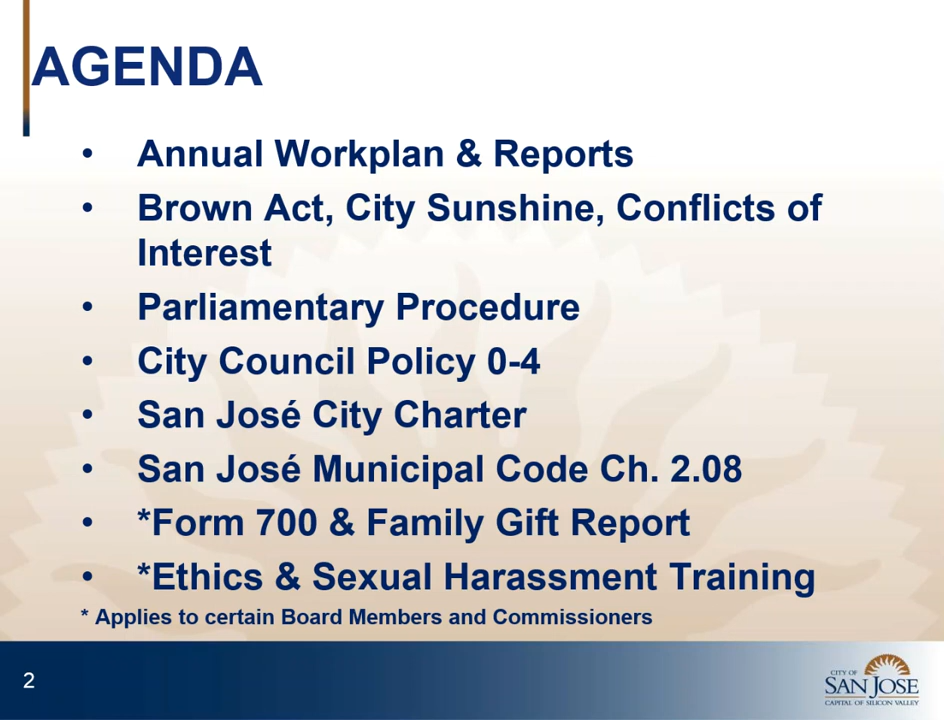 AGENDA
• Annual Workplan & Reports
• Brown Act, City Sunshine, Conflicts of
Interest
• Parliamentary Procedure
• City Council Policy 0-4
• San José City Charter
• San José Municipal Code Ch. 2.08
• *Form 700 & Family Gift Report
• *Ethics & Sexual Harassment Training
* Applies to certain Board Members and Commissioners
2
CITY OF
SAN JOSE
CAPITAL OF SILICON VALLEY